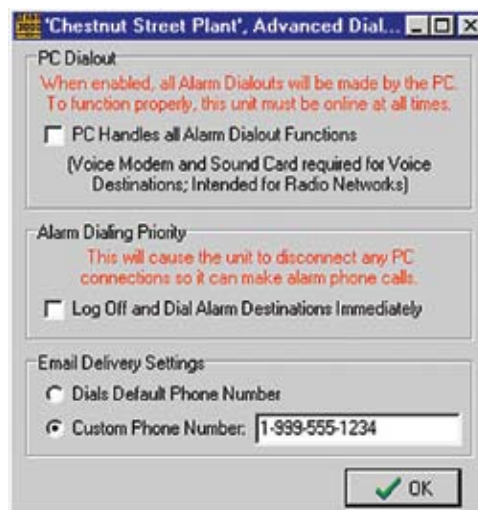 'Chestnut Street Plant', Advanced Dial...
PC Dialout
When enabled, all Alarm Dialouts will be made by the PC.
To function properly, this unit must be online at all times.
PC Handles all Alarm Dialout Functions
(Voice Modem and Sound Card required for Voice
Destinations; Intended for Radio Networks)
Alarm Dialing Priority
This will cause the unit to disconnect any PC
connections so it can make alarm phone calls.
Log Off and Dial Alarm Destinations Immediately
Email Delivery Settings
Dials Default Phone Number
Custom Phone Number: 1-999-555-1234
OK